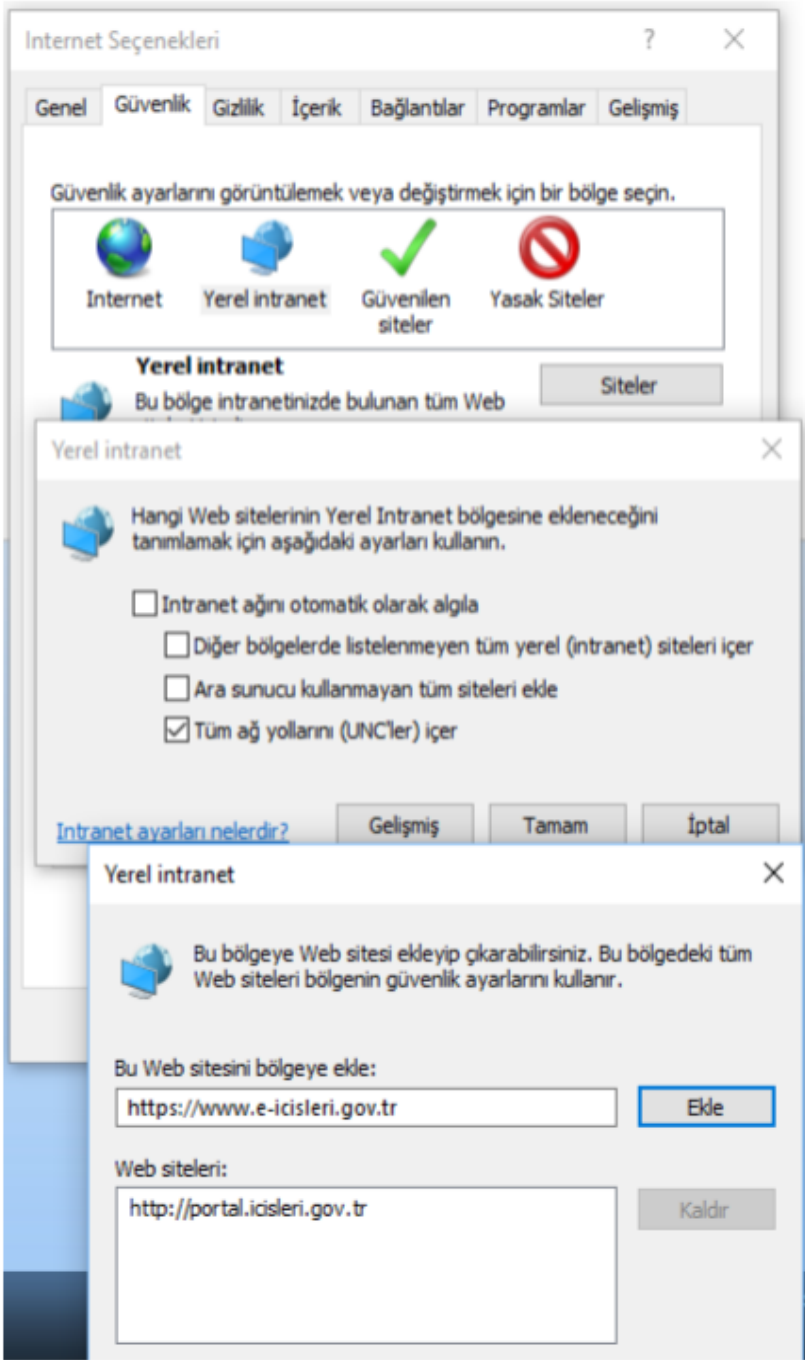 Internet Seçenekleri
Genel Güvenlik Gizlilik İçerik Bağlantılar Programlar Gelişmiş
Güvenlik ayarlarını görüntülemek veya değiştirmek için bir bölge seçin.
Internet Yerel intranet Güvenilen siteler Yasak Siteler
Yerel intranet
Siteler
Bu bölge intranetinizde bulunan tüm Web
Yerel intranet
Hangi Web sitelerinin Yerel Intranet bölgesine ekleneceğini
tanımlamak için aşağıdaki ayarları kullanın.
Intranet ağını otomatik olarak algıla
Diğer bölgelerde listelenmeyen tüm yerel (intranet) siteleri içer
Ara sunucu kullanmayan tüm siteleri ekle
Tüm ağ yollarını (UNC'ler) içer
Intranet ayarları nelerdir? Gelişmiş Tamam İptal
Yerel intranet
Bu bölgeye Web sitesi ekleyip çıkarabilirsiniz. Bu bölgedeki tüm
Web siteleri bölgenin güvenlik ayarlarını kullanır.
Bu Web sitesini bölgeye ekle:
https://www.e-icisleri.gov.tr Ekle
Web siteleri:
http://portal.icisleri.gov.tr Kaldır